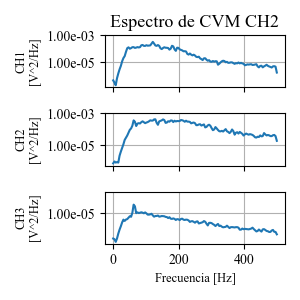 Espectro de CVM CH2
1.00e-03
1.00e-05
CH1
[V^2/Hz]
1.00e-03
1.00e-05
CH2
[V^2/Hz]
1.00e-05
CH3
[V^2/Hz]
0 200 400
Frecuencia [Hz]